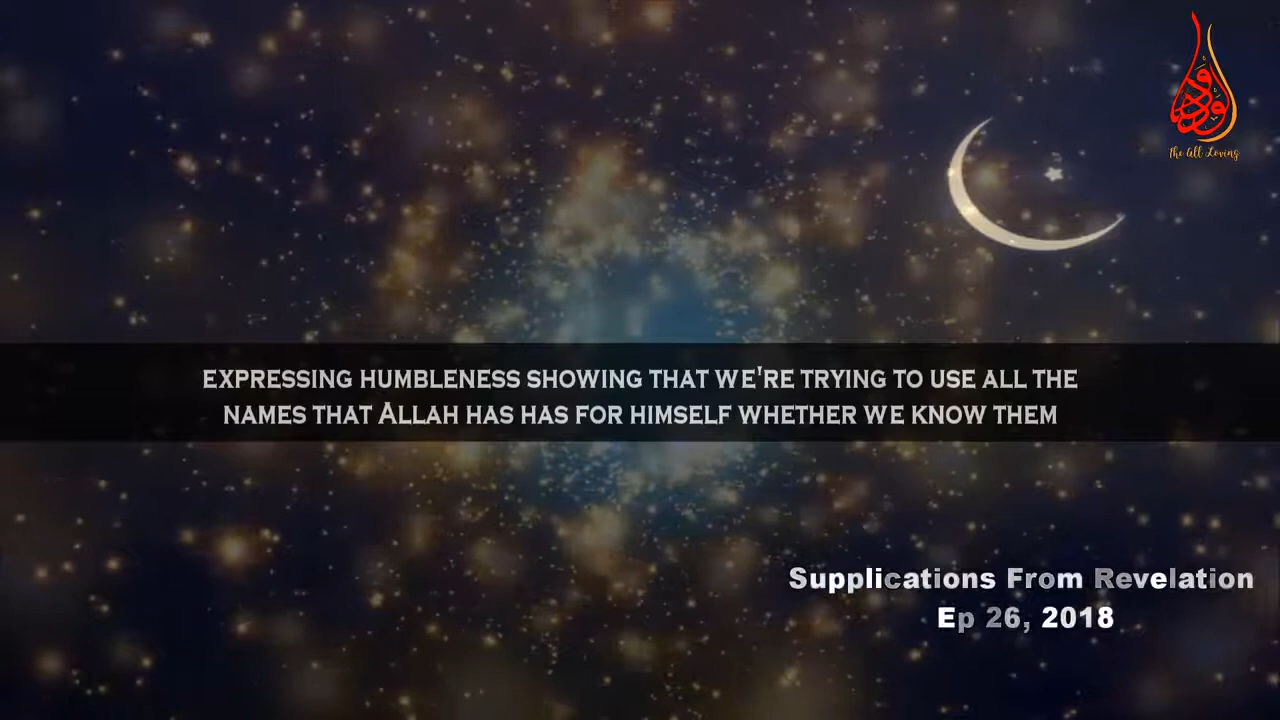 الودود
The All Loving
EXPRESSING HUMBLENESS SHOWING THAT WE'RE TRYING TO USE ALL THE
NAMES THAT ALLAH HAS HAS FOR HIMSELF WHETHER WE KNOW THEM
Supplications From Revelation
Ep 26, 2018